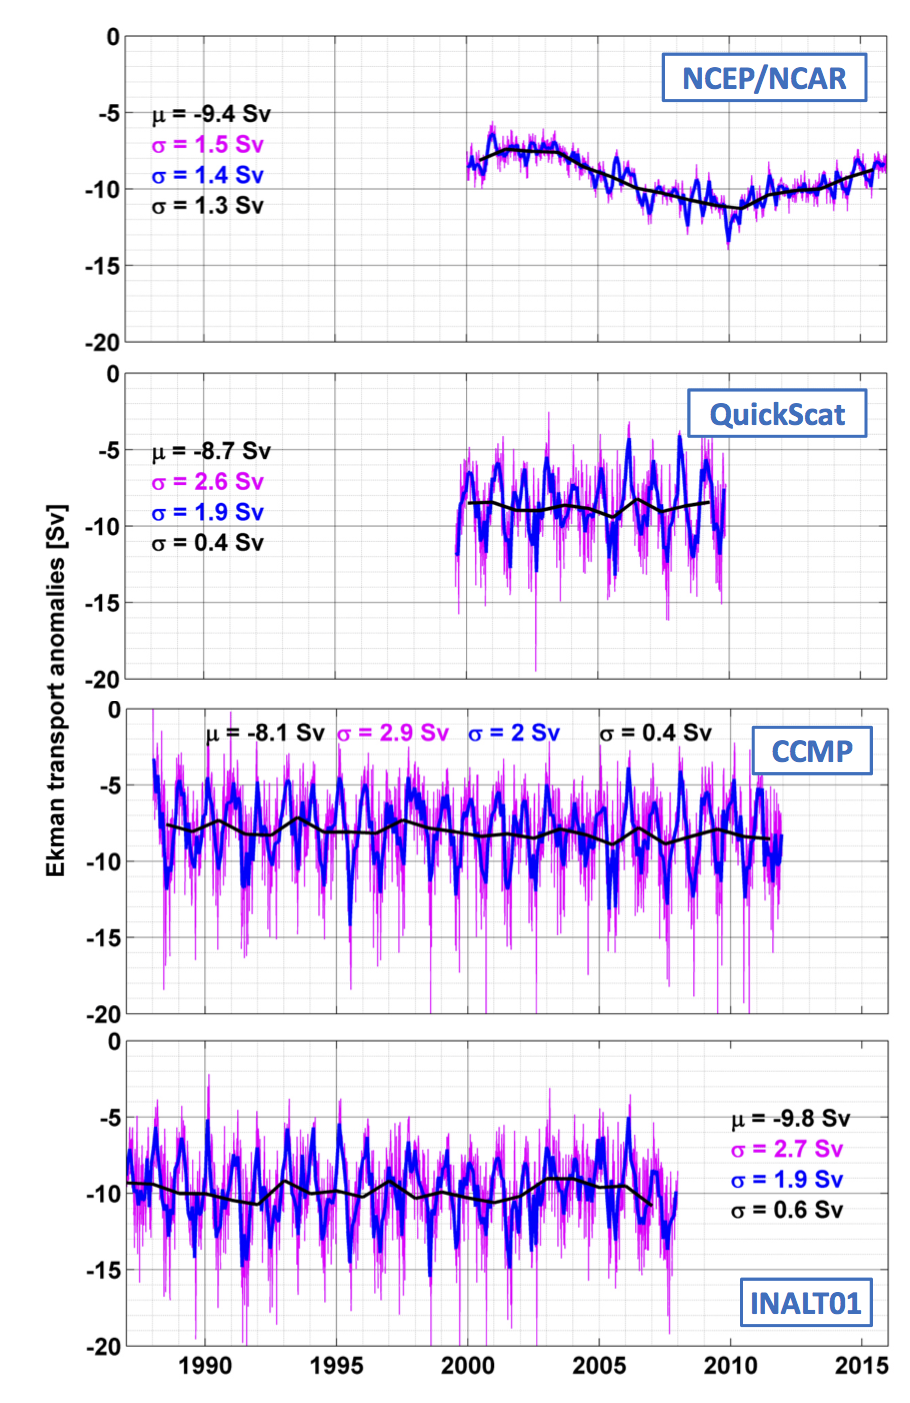 Ekman transport anomalies [Sv]
0
-5
-10
-15
-20
NCEP/NCAR
μ = -9.4 Sv
σ = 1.5 Sv
σ = 1.4 Sv
σ = 1.3 Sv
0
-5
-10
-15
-20
QuickScat
μ = -8.7 Sv
σ = 2.6 Sv
σ = 1.9 Sv
σ = 0.4 Sv
0
-5
-10
-15
-20
μ = -8.1 Sv σ = 2.9 Sv σ = 2 Sv σ = 0.4 Sv
CCMP
0
-5
-10
-15
-20
μ = -9.8 Sv
σ = 2.7 Sv
σ = 1.9 Sv
σ = 0.6 Sv
INALT01
1990 1995 2000 2005 2010 2015